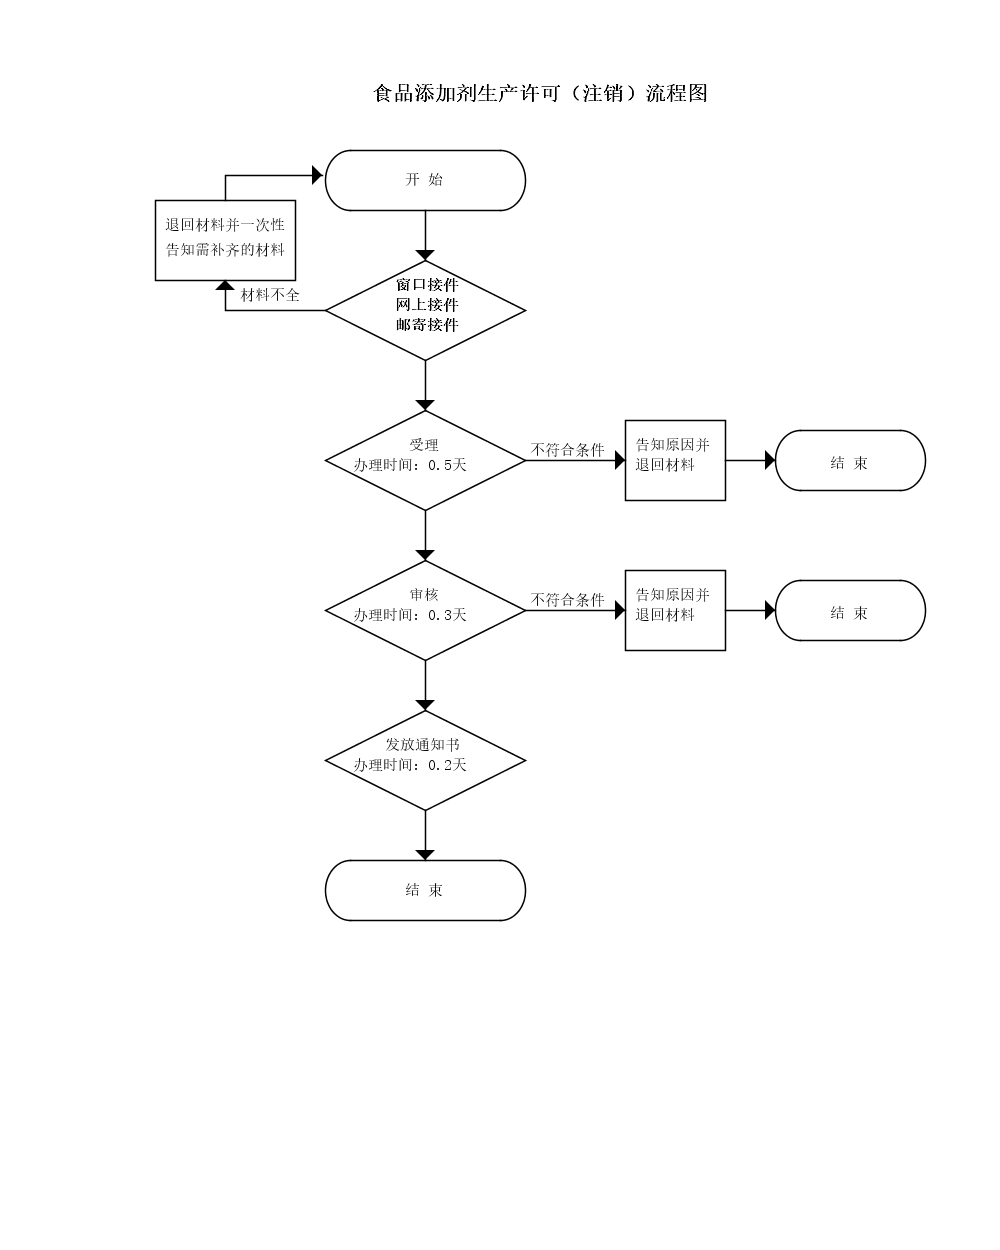 食品添加剂生产许可（注销）流程图
开 始
退回材料并一次性
告知需补齐的材料
材料不全
窗口接件
网上接件
邮寄接件
受理
办理时间：0.5天
不符合条件
告知原因并
退回材料
结 束
审核
办理时间：0.3天
不符合条件
告知原因并
退回材料
结 束
发放通知书
办理时间：0.2天
结 束